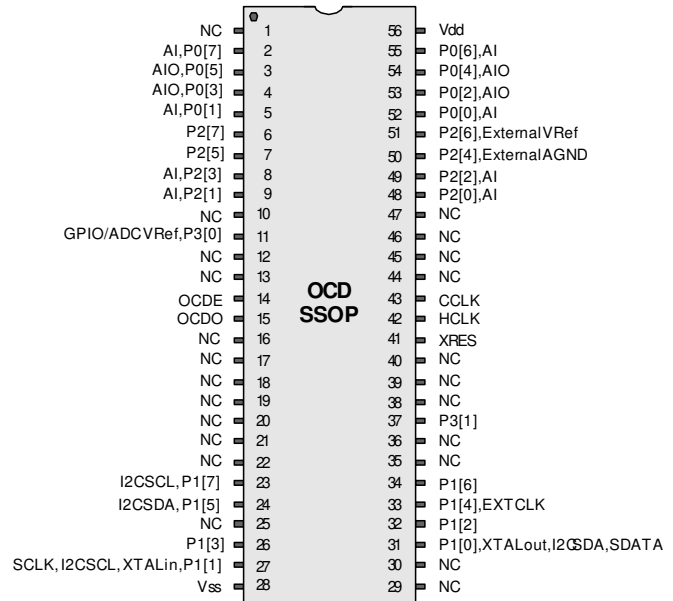 NC 1 56 Vdd
AI,P0[7] 2 55 P0[6],AI
AIO,P0[5] 3 54 P0[4],AIO
AIO,P0[3] 4 53 P0[2],AIO
AI,P0[1] 5 52 P0[0],AI
P2[7] 6 51 P2[6],ExternalVRef
P2[5] 7 50 P2[4],ExternalAGND
AI,P2[3] 8 49 P2[2],AI
AI,P2[1] 9 48 P2[0],AI
NC 10 47 NC
GPIO/ADCVRef,P3[0] 11 46 NC
NC 12 45 NC
NC 13 44 NC
OCD
SSOP
OCDE 14 43 CCLK
OCDO 15 42 HCLK
NC 16 41 XRES
NC 17 40 NC
NC 18 39 NC
NC 19 38 NC
NC 20 37 P3[1]
NC 21 36 NC
NC 22 35 NC
I2CSCL,P1[7] 23 34 P1[6]
I2CSDA,P1[5] 24 33 P1[4],EXTCLK
NC 25 32 P1[2]
P1[3] 26 31 P1[0],XTALout,I2CSDA,SDATA
SCLK,I2CSCL,XTALin,P1[1] 27 30 NC
Vss 28 29 NC